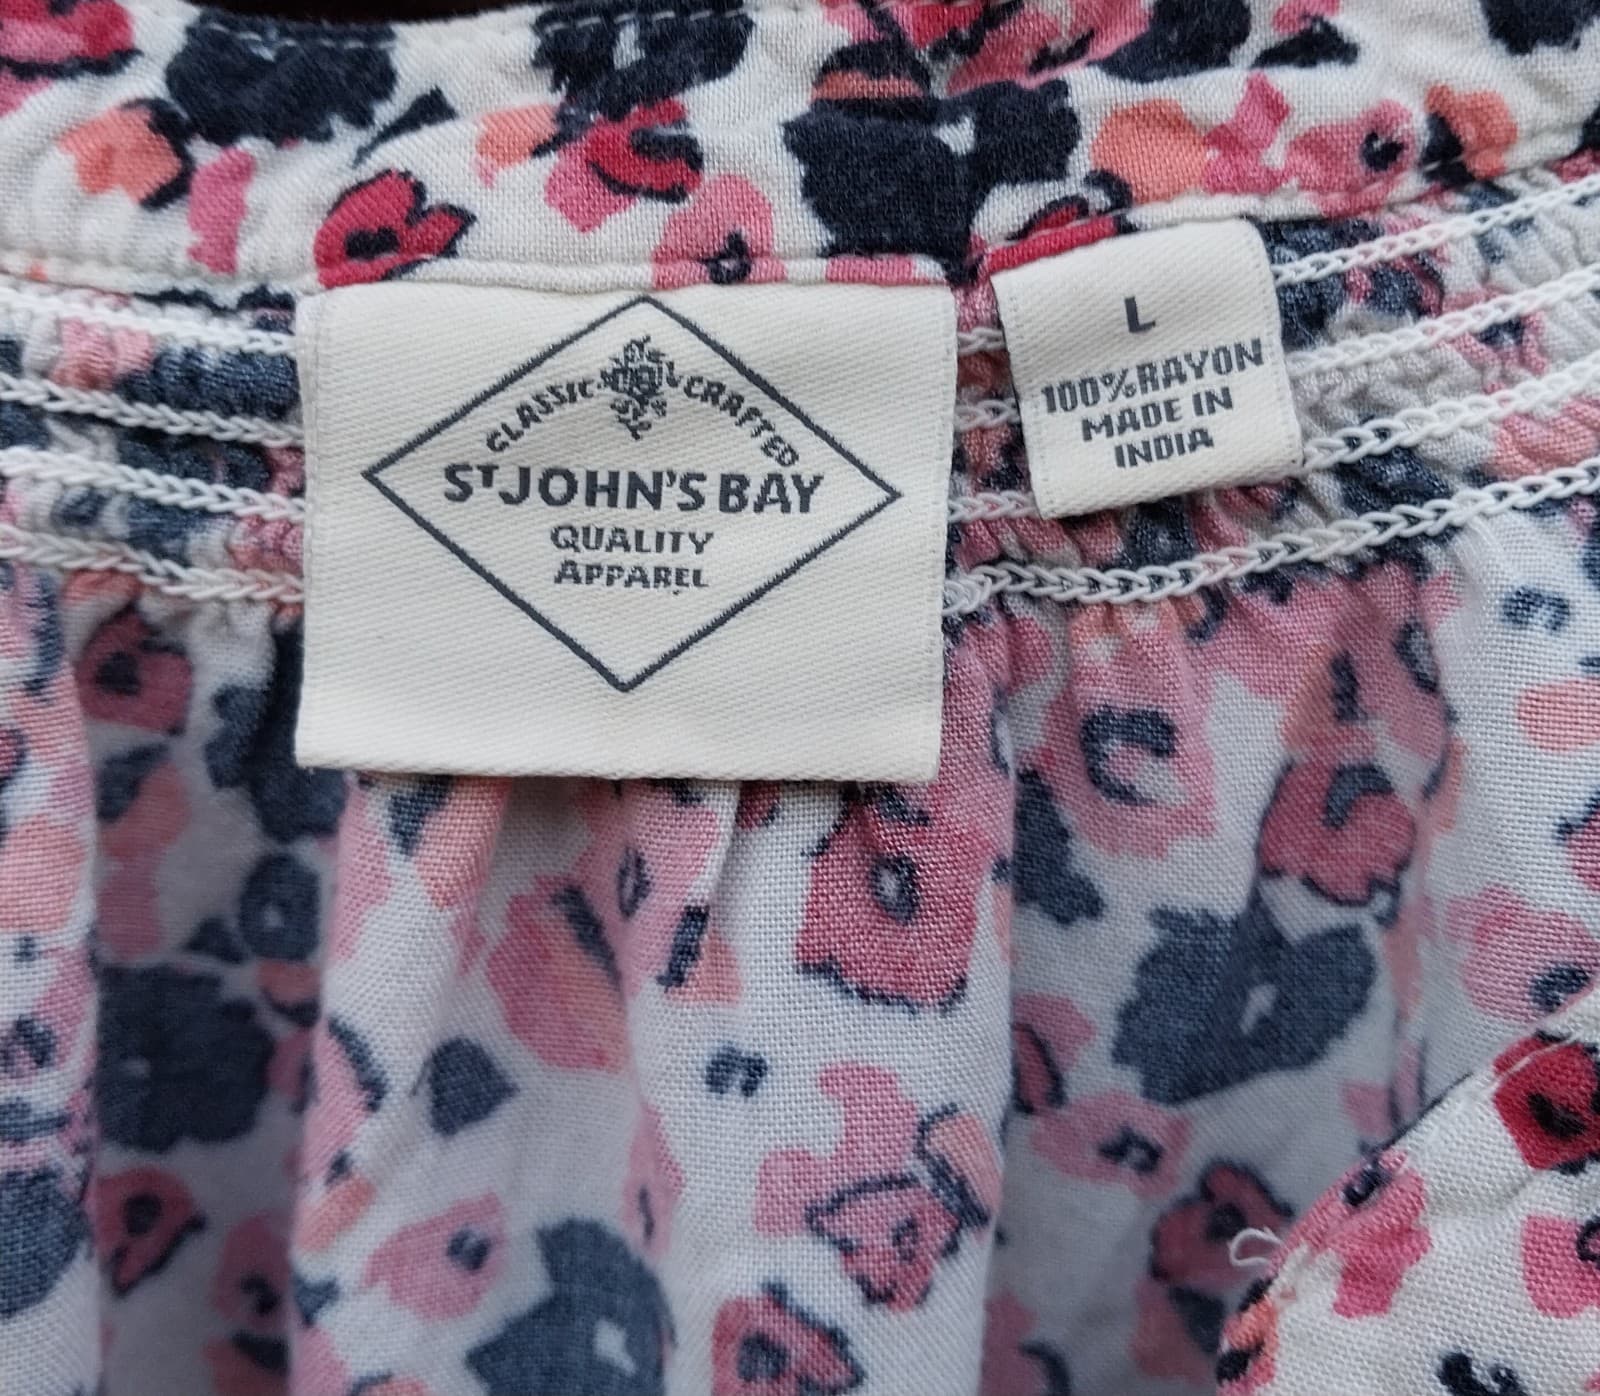 CLASSIC CRAFTED
ST JOHN'S BAY
QUALITY
APPAREL
L
100% RAYON
MADE IN
INDIA